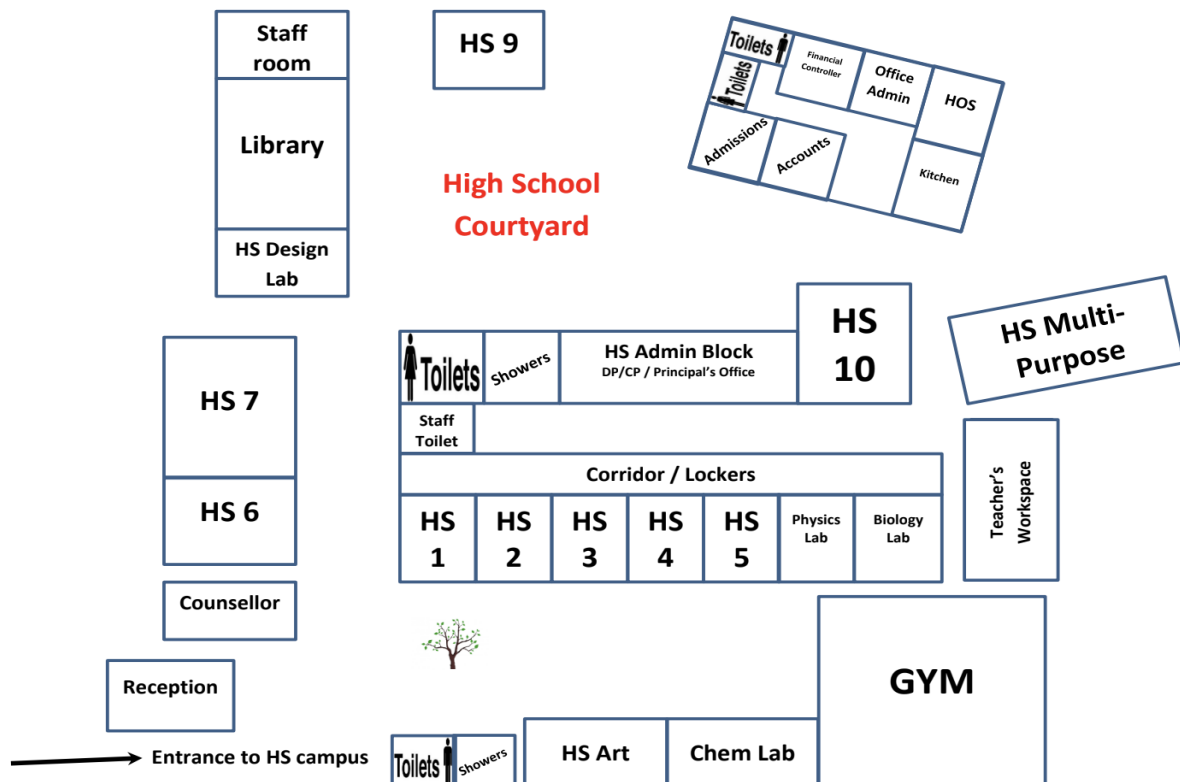 Staff
room
Library
HS Design
Lab
HS 9
High School
Courtyard
Toilets
Financial
Controller
Office
Admin
HOS
Toilets
Admissions
Accounts
Kitchen
HS 7
HS 6
Counsellor
Reception
Entrance to HS campus
Toilets
Showers
HS Admin Block
DP/CP / Principal's Office
HS
10
HS Multi-
Purpose
Staff
Toilet
Corridor / Lockers
HS
1
HS
2
HS
3
HS
4
HS
5
Physics
Lab
Biology
Lab
Teacher's
Workspace
Toilets
Showers
HS Art
Chem Lab
GYM